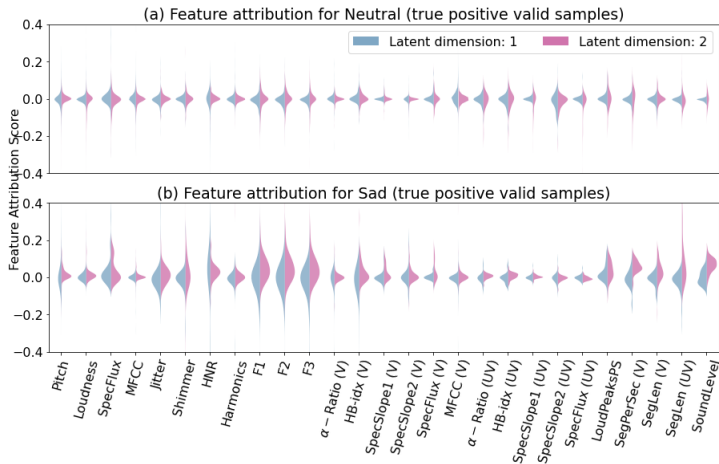 (a) Feature attribution for Neutral (true positive valid samples)
Latent dimension: 1
Latent dimension: 2
0.4
0.2
0.0
−0.2
−0.4
Feature Attribution Score
(b) Feature attribution for Sad (true positive valid samples)
0.4
0.2
0.0
−0.2
−0.4
Pitch
Loudness
SpecFlux
MFCC
Jitter
Shimmer
HNR
Harmonics
F1
F2
F3
α − Ratio (V)
HB-idx (V)
SpecSlope1 (V)
SpecSlope2 (V)
SpecFlux (V)
MFCC (V)
α − Ratio (UV)
HB-idx (UV)
SpecSlope1 (UV)
SpecSlope2 (UV)
SpecFlux (UV)
LoudPeaksPS
SegPerSec (V)
SegLen (V)
SegLen (UV)
SoundLevel